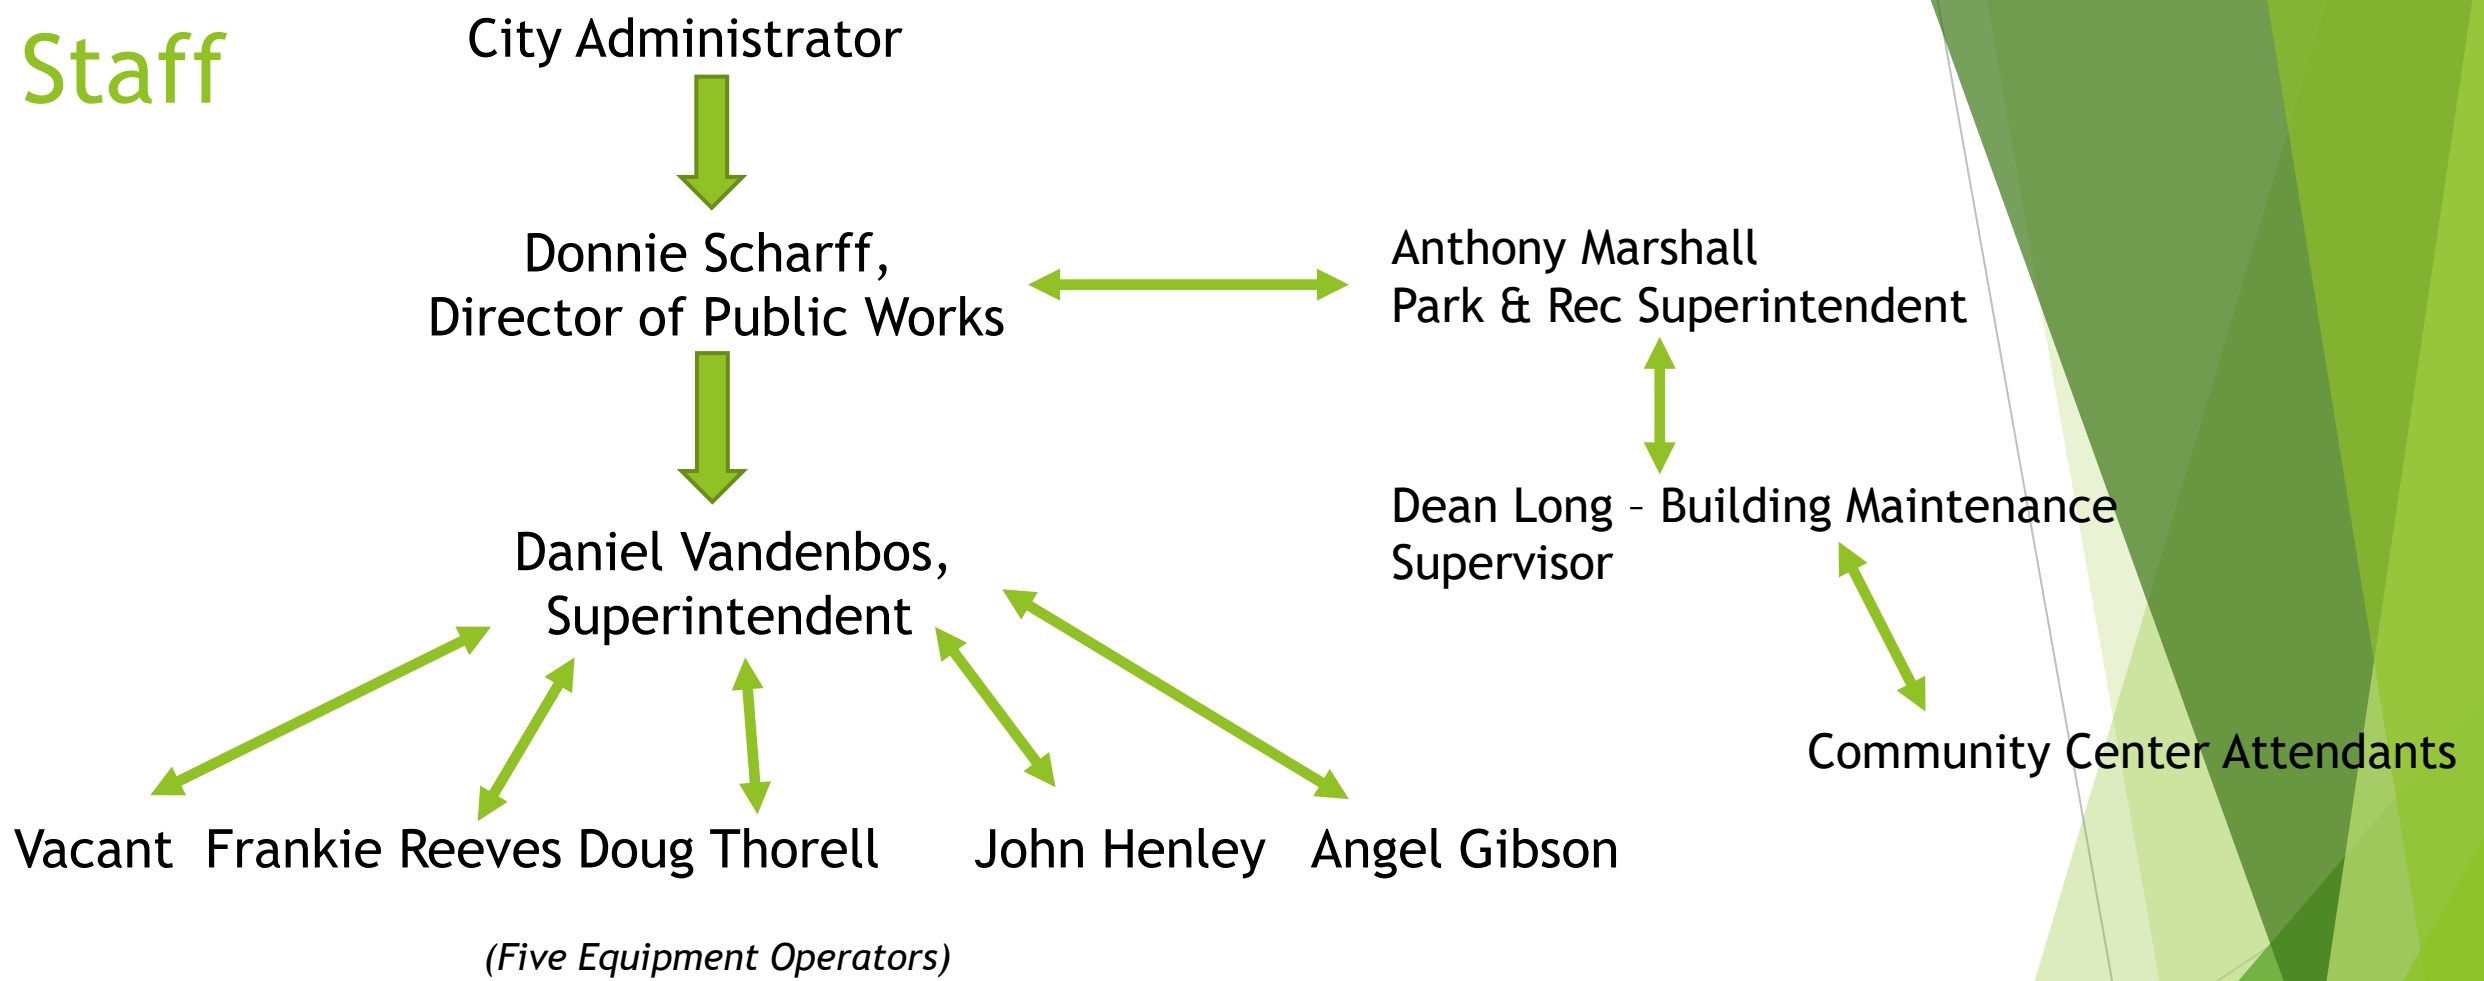 Staff
City Administrator
Donnie Scharff,
Director of Public Works
Anthony Marshall
Park & Rec Superintendent
Dean Long – Building Maintenance
Supervisor
Daniel Vandenbos,
Superintendent
Community Center Attendants
Vacant Frankie Reeves Doug Thorell John Henley Angel Gibson
(Five Equipment Operators)